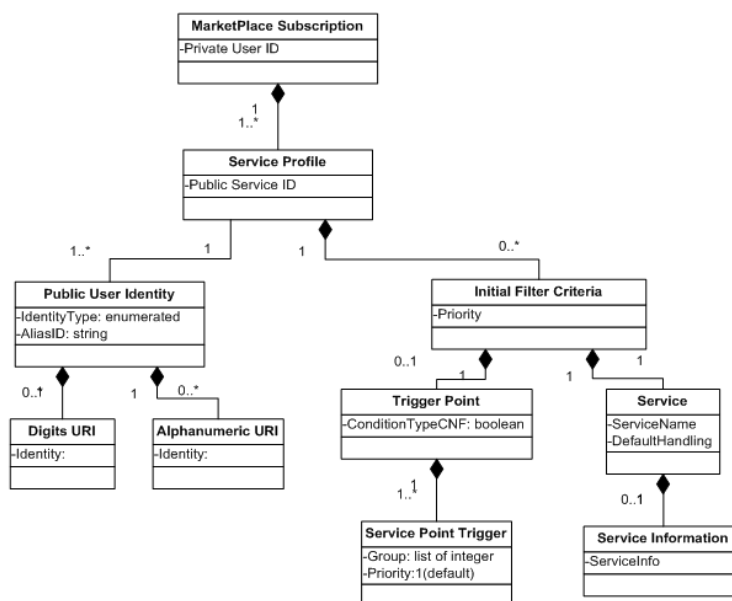 MarketPlace Subscription
-Private User ID
1
1..*
Service Profile
-Public Service ID
1..*
1
1
0..*
Public User Identity
-IdentityType: enumerated
-AliasID: string
Initial Filter Criteria
-Priority
0..1
1
1
1
0..*
1
0..*
Trigger Point
-ConditionTypeCNF: boolean
Service
-ServiceName
-DefaultHandling
Digits URI
-Identity:
Alphanumeric URI
-Identity:
1
1..*
0..1
Service Point Trigger
-Group: list of integer
-Priority:1(default)
Service Information
-ServiceInfo